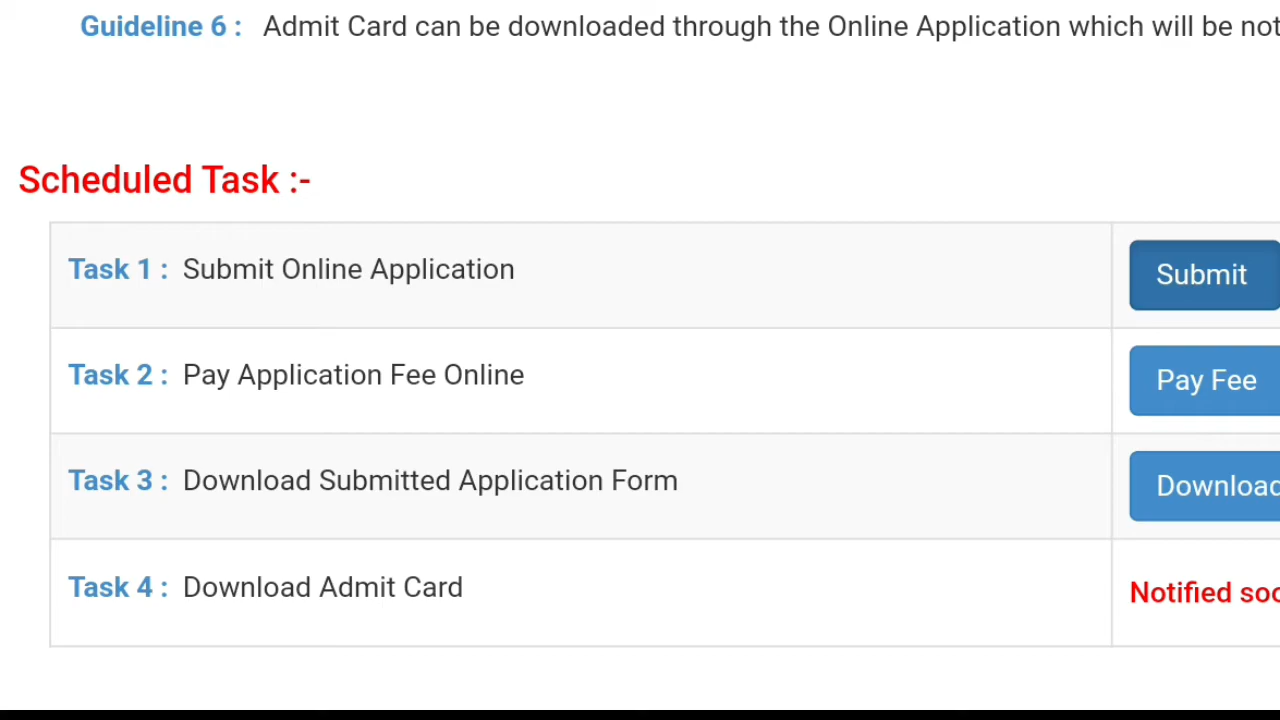 Guideline 6 : Admit Card can be downloaded through the Online Application which will be
Scheduled Task :-
Task 1 : Submit Online Application Submit
Task 2 : Pay Application Fee Online Pay Fee
Task 3 : Download Submitted Application Form Download
Task 4 : Download Admit Card Notified